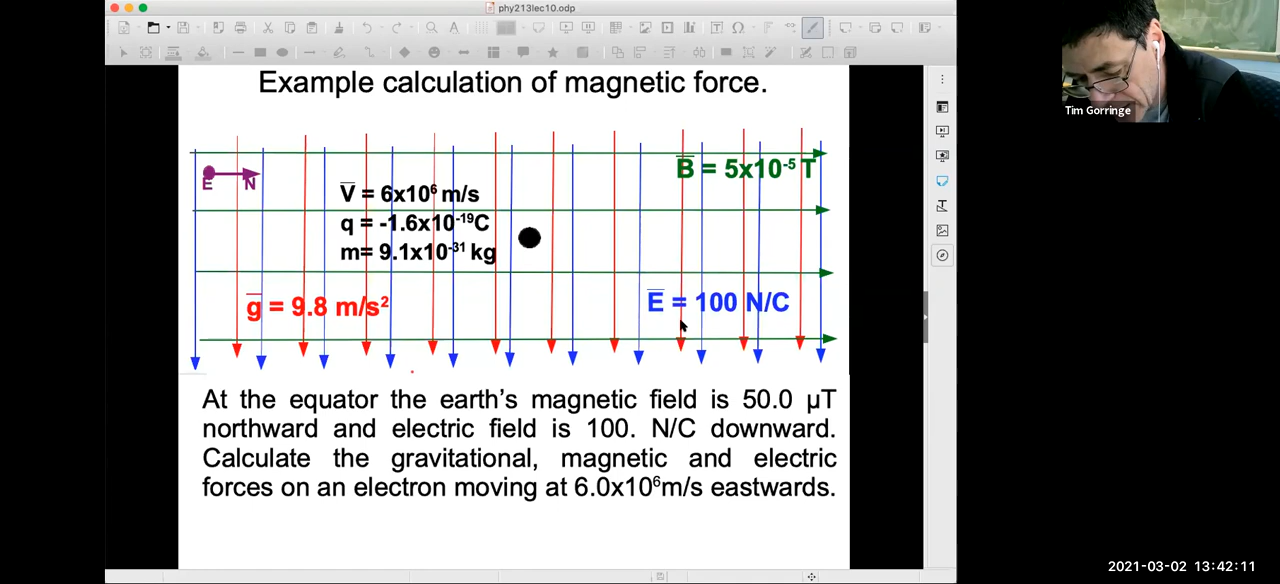 phy213lec10.odp
Example calculation of magnetic force.
E N
B = 5x10-5 T
V = 6x10⁶ m/s
q = -1.6x10-19C
m= 9.1x10-31 kg
g = 9.8 m/s²
E = 100 N/C
At the equator the earth's magnetic field is 50.0 µT
northward and electric field is 100. N/C downward.
Calculate the gravitational, magnetic and electric
forces on an electron moving at 6.0x10⁶m/s eastwards.
Tim Gorringe
2021-03-02 13:42:11